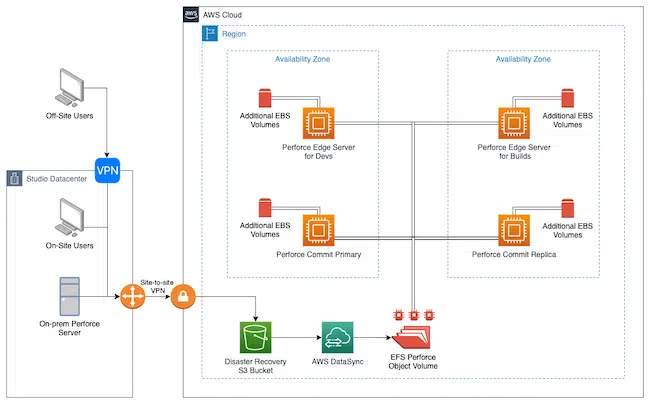 aws
AWS Cloud
Region
Availability Zone
Availability Zone
Additional EBS
Volumes
Perforce Edge Server
for Devs
Additional EBS
Volumes
Perforce Edge Server
for Builds
Off-Site Users
VPN
Studio Datacenter
On-Site Users
Additional EBS
Volumes
Perforce Commit Primary
Additional EBS
Volumes
Perforce Commit Replica
Site-to-site
VPN
On-prem Perforce
Server
Disaster Recovery
S3 Bucket
AWS DataSync
EFS Perforce
Object Volume